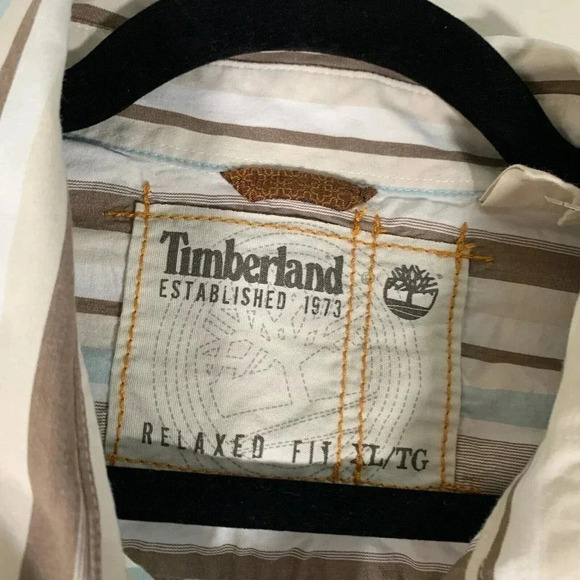 Timberland
ESTABLISHED 1973
RELAXED FIT XL/TG